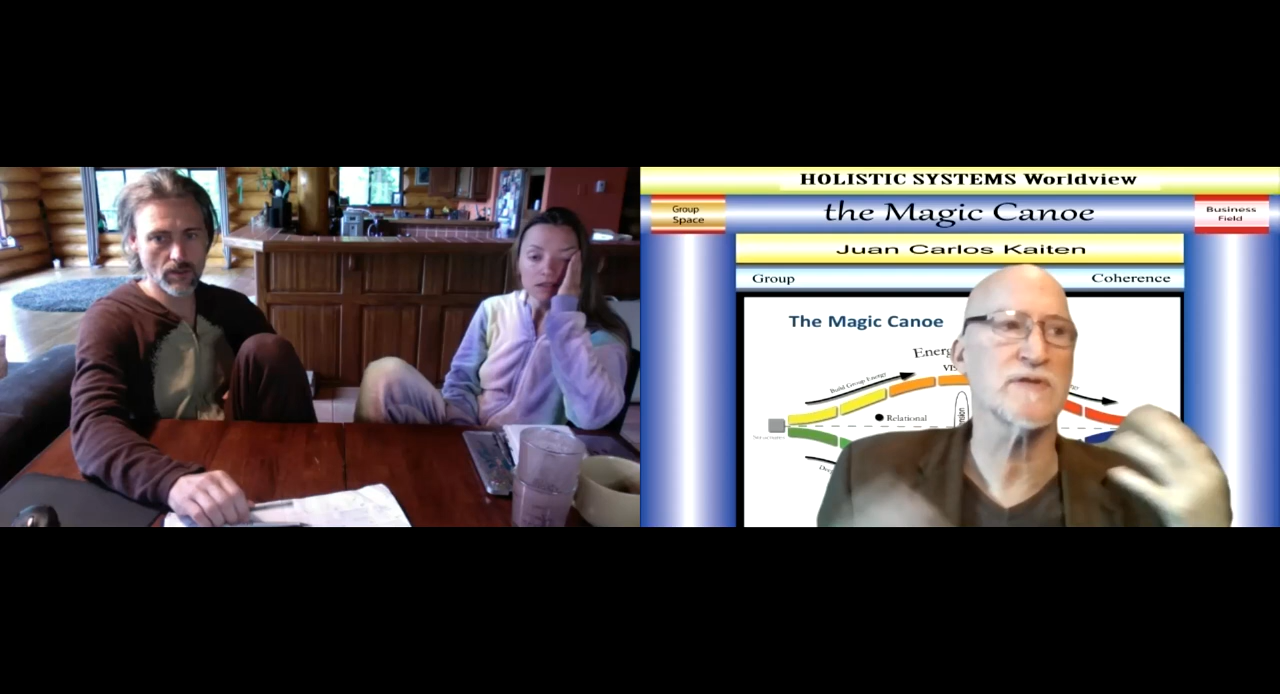 HOLISTIC SYSTEMS Worldview
Group
Space
the Magic Canoe
Business
Field
Juan Carlos Kaiten
Group
Coherence
The Magic Canoe
Build Group Energy
Relational